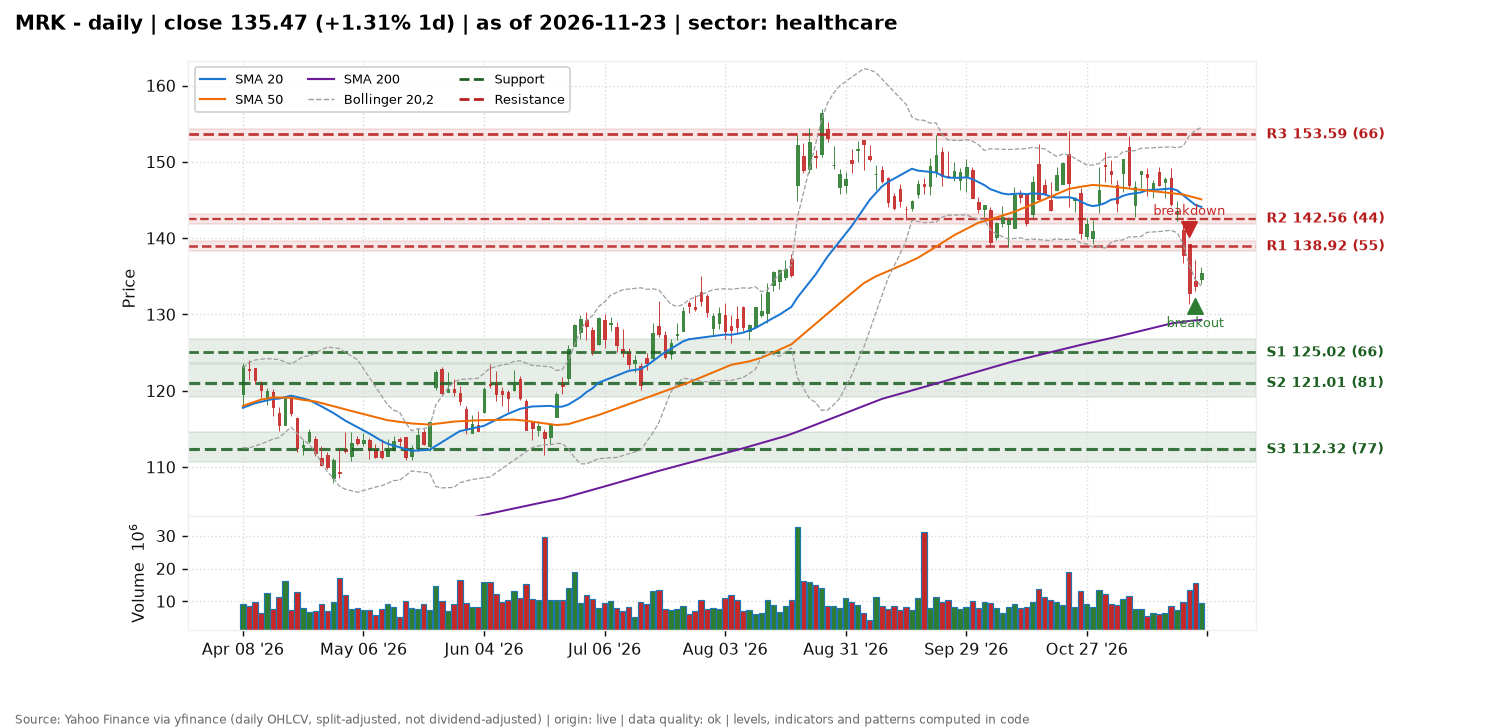 MRK - daily | close 135.47 (+1.31% 1d) | as of 2026-11-23 | sector: healthcare
SMA 20
SMA 50
SMA 200
Bollinger 20,2
Support
Resistance
Price
160
150
140
130
120
110
R3 153.59 (66)
R2 142.56 (44)
R1 138.92 (55)
S1 125.02 (66)
S2 121.01 (81)
S3 112.32 (77)
breakdown
breakout
Volume 10⁶
30
20
10
Apr 08 '26
May 06 '26
Jun 04 '26
Jul 06 '26
Aug 03 '26
Aug 31 '26
Sep 29 '26
Oct 27 '26
Source: Yahoo Finance via yfinance (daily OHLCV, split-adjusted, not dividend-adjusted) | origin: live | data quality: ok | levels, indicators and patterns computed in code